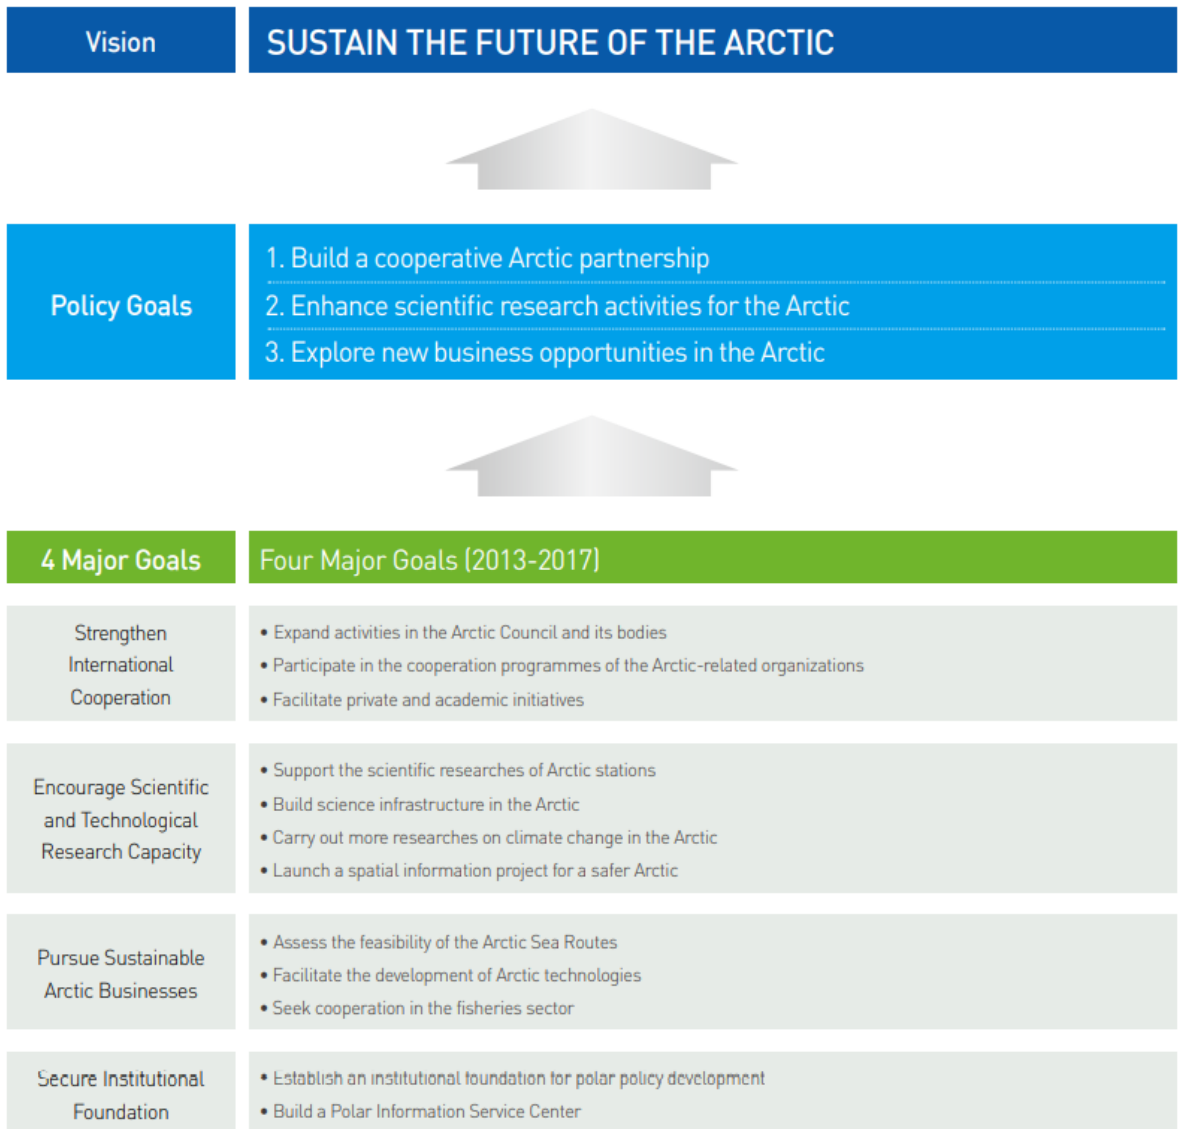 Vision
SUSTAIN THE FUTURE OF THE ARCTIC
Policy Goals
1. Build a cooperative Arctic partnership
2. Enhance scientific research activities for the Arctic
3. Explore new business opportunities in the Arctic
4 Major Goals
Four Major Goals (2013-2017)
Strengthen
International
Cooperation
• Expand activities in the Arctic Council and its bodies
• Participate in the cooperation programmes of the Arctic-related organizations
• Facilitate private and academic initiatives
Encourage Scientific
and Technological
Research Capacity
• Support the scientific researches of Arctic stations
• Build science infrastructure in the Arctic
• Carry out more researches on climate change in the Arctic
• Launch a spatial information project for a safer Arctic
Pursue Sustainable
Arctic Businesses
• Assess the feasibility of the Arctic Sea Routes
• Facilitate the development of Arctic technologies
• Seek cooperation in the fisheries sector
Secure Institutional
Foundation
• Establish an institutional foundation for polar policy development
• Build a Polar Information Service Center